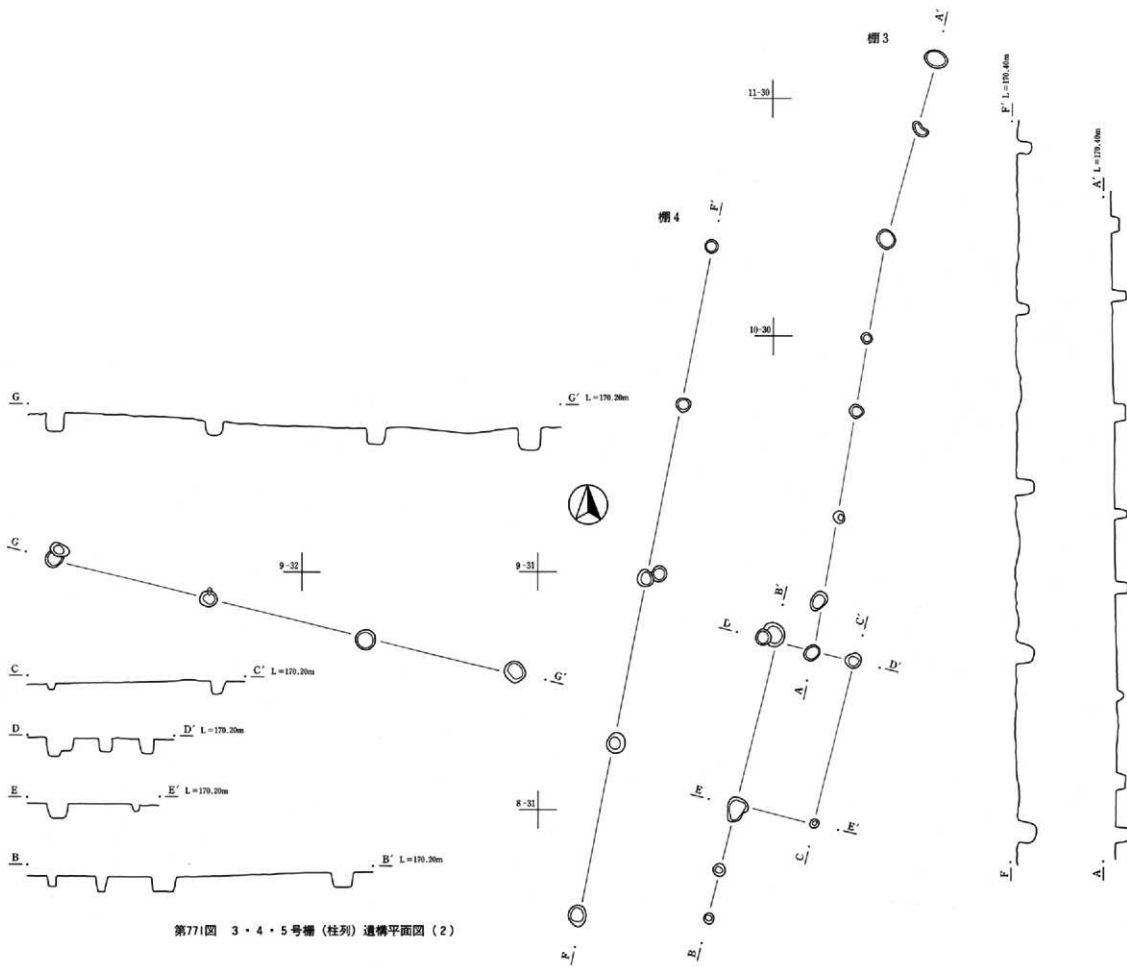 A′
柵3
11-30
F′ L=170.40m
A′ L=170.40m
柵4
F′
10-30
G
G′ L=170.20m
G
9-32
9-31
B′
C′
D
D′
A
G′
C
C′ L=170.20m
D
D′ L=170.20m
E
E′ L=170.20m
8-31
E
E′
C
B
B′ L=170.20m
F
A
B
F
第771図 3・4・5号柵(柱列)遺構平面図(2)